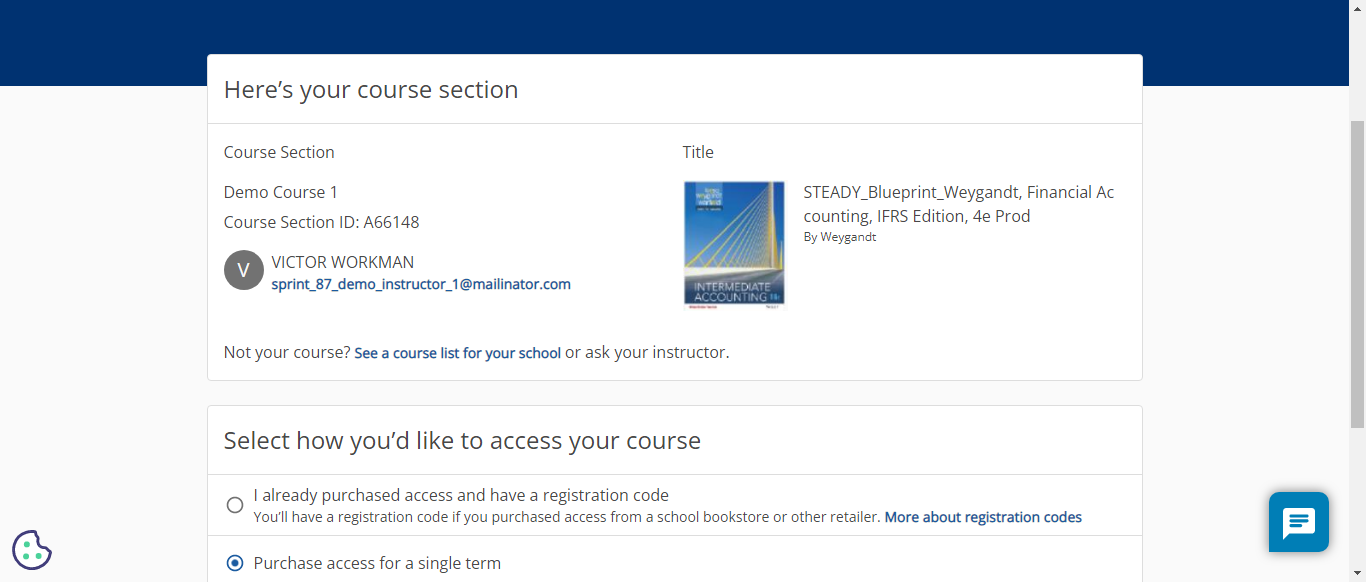 Here’s your course section
Course Section
Title
Demo Course 1
Course Section ID: A66148
V
VICTOR WORKMAN
sprint_87_demo_instructor_1@mailinator.com
INTERMEDIATE
ACCOUNTING
STEADY_Blueprint_Weygandt, Financial Ac
counting, IFRS Edition, 4e Prod
By Weygandt
Not your course? See a course list for your school or ask your instructor.
Select how you’d like to access your course
I already purchased access and have a registration code
You’ll have a registration code if you purchased access from a school bookstore or other retailer. More about registration codes
Purchase access for a single term